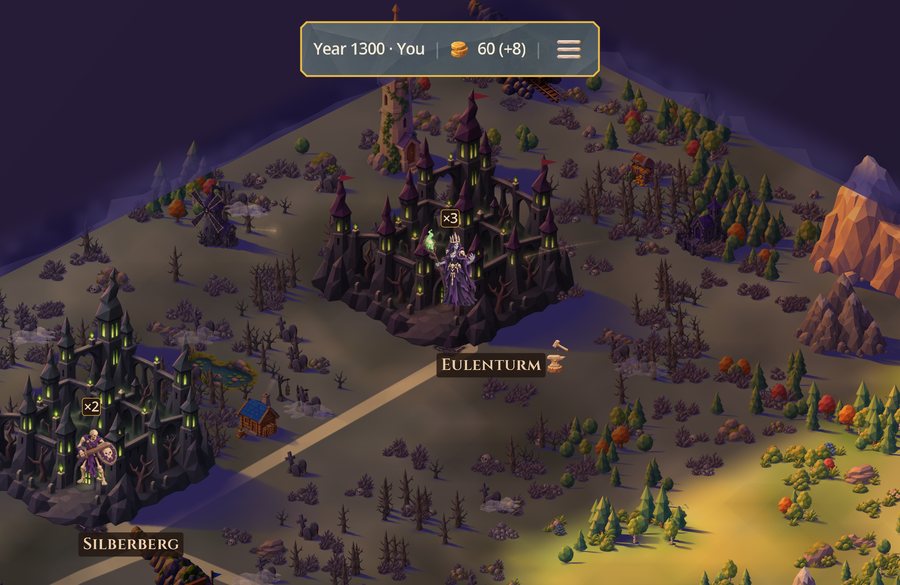 Year 1300 · You | 60 (+8) |
×3
EULENTURM
×2
SILBERBERG